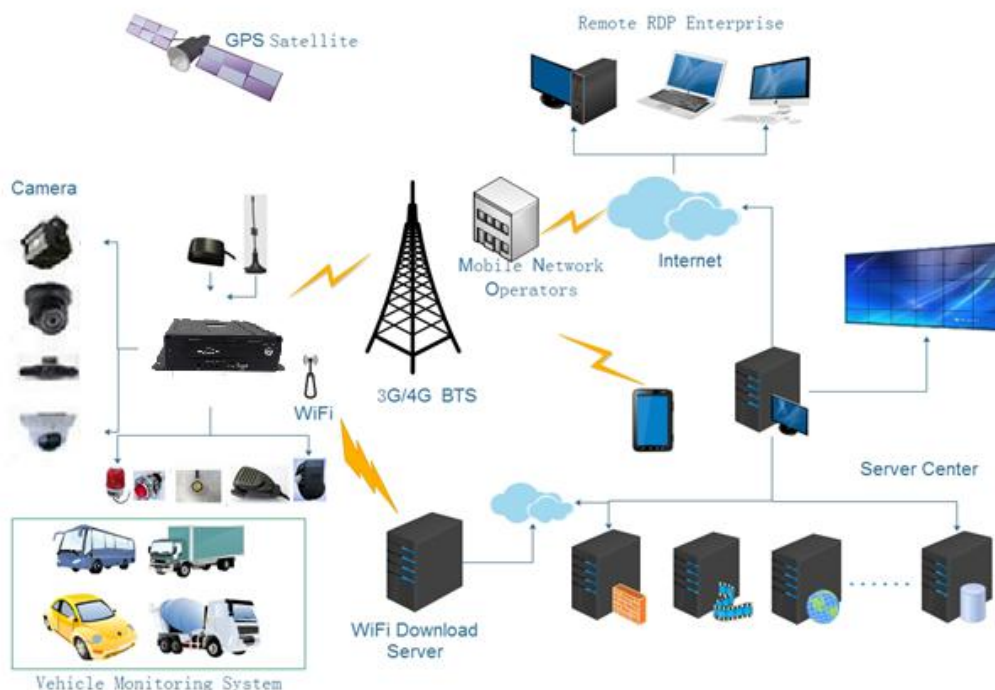 GPS Satellite
Remote RDP Enterprise
Camera
Mobile Network
Operators
Internet
3G/4G BTS
WiFi
Server Center
WiFi Download
Server
Vehicle Monitoring System